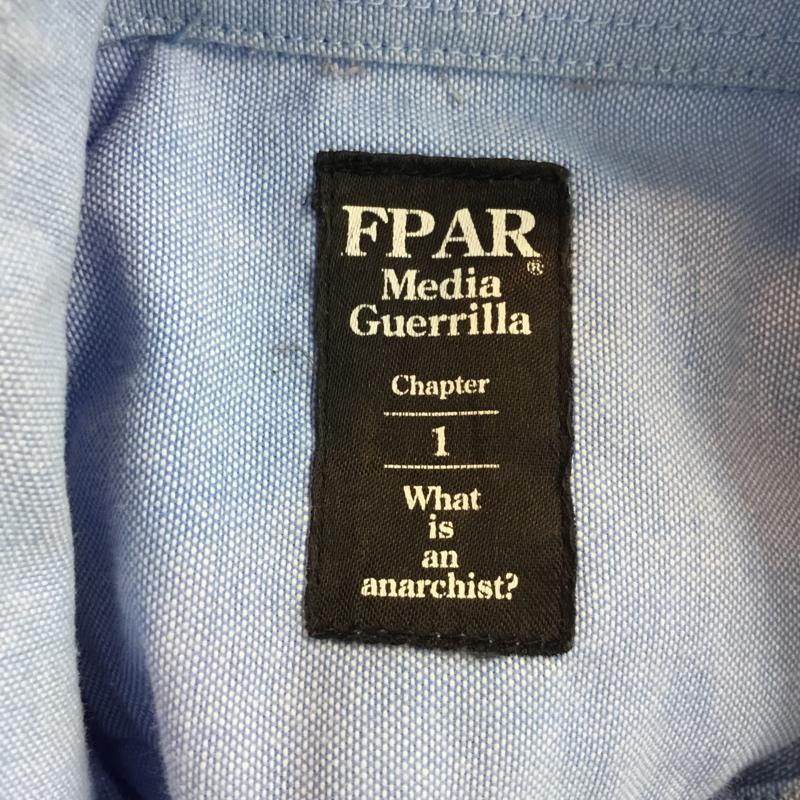 FPAR®
Media
Guerrilla
Chapter
1
What
is
an
anarchist?